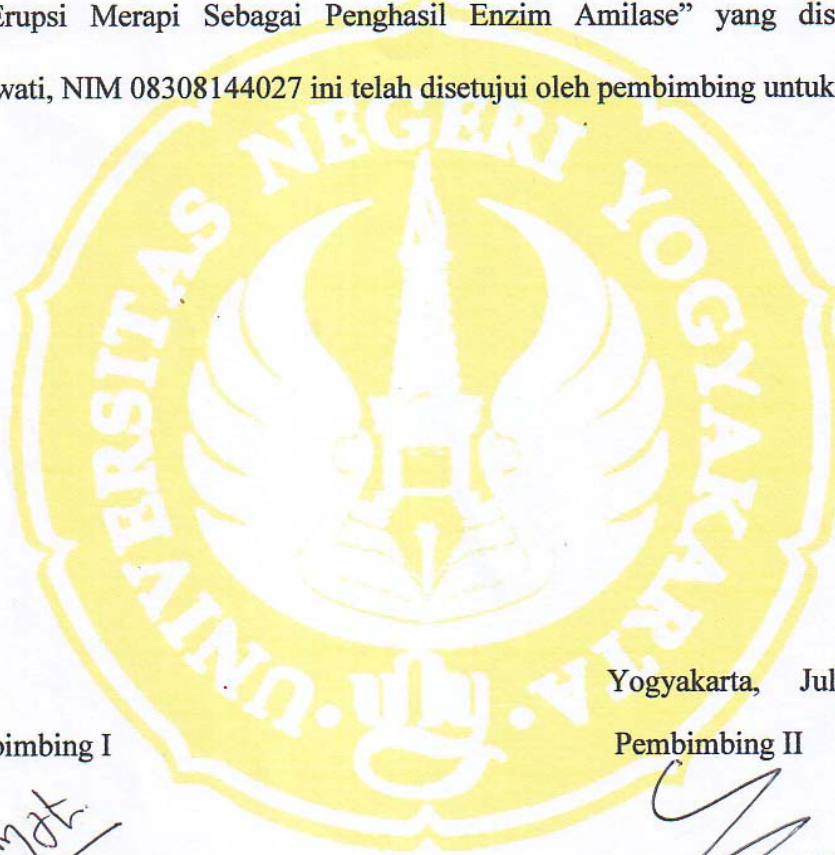 Erupsi Merapi Sebagai Penghasil Enzim Amilase” yang dis
wati, NIM 08308144027 ini telah disetujui oleh pembimbing untuk
UNIVERSITAS NEGERI YOGYAKARTA
uny
Yogyakarta, Jul
bimbing I
Pembimbing II